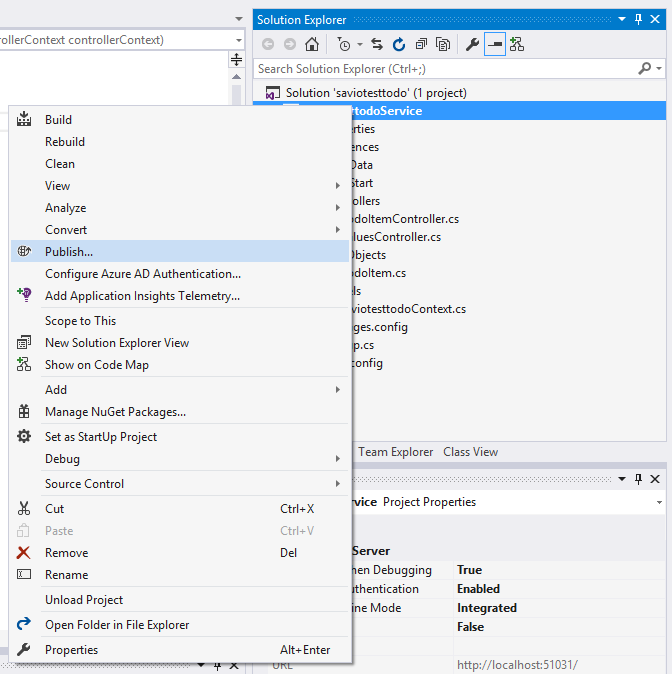 Solution Explorer
rollerContext controllerContext)
Search Solution Explorer (Ctrl+;)
Solution 'saviotesttodo' (1 project)
ttodoService
erties
ences
Data
Start
ollers
odoItemController.cs
luesController.cs
Objects
odoItem.cs
els
viotesttodoContext.cs
ges.config
p.cs
config
Build
Rebuild
Clean
View
Analyze
Convert
Publish...
Configure Azure AD Authentication...
Add Application Insights Telemetry...
Scope to This
New Solution Explorer View
Show on Code Map
Add
Manage NuGet Packages...
Set as StartUp Project
Debug
Source Control
Cut Ctrl+X
Paste Ctrl+V
Remove Del
Rename
Unload Project
Open Folder in File Explorer
Properties Alt+Enter
Team Explorer Class View
vice Project Properties
Server
hen Debugging True
uthentication Enabled
ine Mode Integrated
False
URL http://localhost:51031/